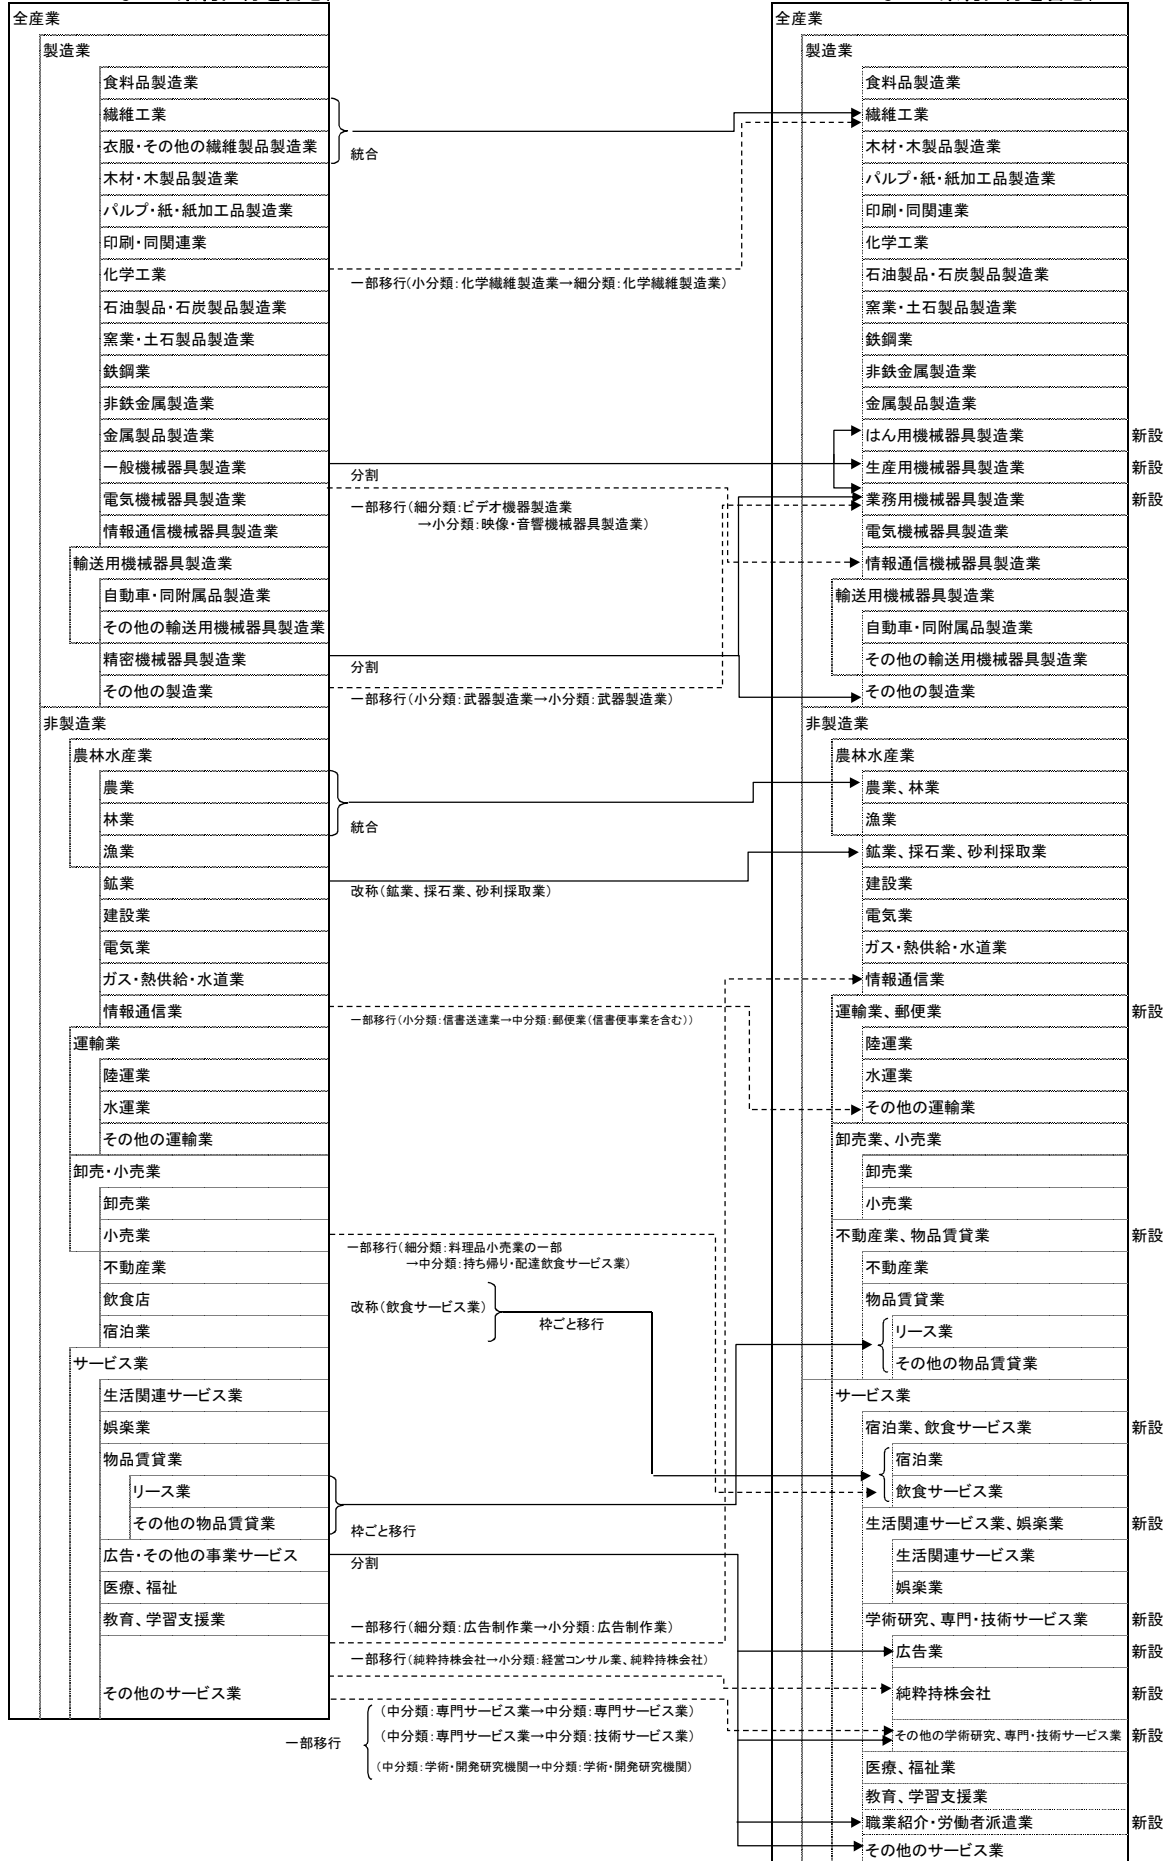 全産業
製造業
食料品製造業
繊維工業
衣服・その他の繊維製品製造業
木材・木製品製造業
パルプ・紙・紙加工品製造業
印刷・同関連業
化学工業
石油製品・石炭製品製造業
窯業・土石製品製造業
鉄鋼業
非鉄金属製造業
金属製品製造業
一般機械器具製造業
電気機械器具製造業
情報通信機械器具製造業
輸送用機械器具製造業
自動車・同附属品製造業
その他の輸送用機械器具製造業
精密機械器具製造業
その他の製造業
非製造業
農林水産業
農業
林業
漁業
鉱業
建設業
電気業
ガス・熱供給・水道業
情報通信業
運輸業
陸運業
水運業
その他の運輸業
卸売・小売業
卸売業
小売業
不動産業
飲食店
宿泊業
サービス業
生活関連サービス業
娯楽業
物品賃貸業
リース業
その他の物品賃貸業
広告・その他の事業サービス
医療、福祉
教育、学習支援業
その他のサービス業
統合
一部移行(小分類:化学繊維製造業→細分類:化学繊維製造業)
分割
一部移行(細分類:ビデオ機器製造業
→小分類:映像・音響機械器具製造業)
分割
一部移行(小分類:武器製造業→小分類:武器製造業)
統合
改称(鉱業、採石業、砂利採取業)
一部移行(小分類:信書送達業→中分類:郵便業(信書便事業を含む))
一部移行(細分類:料理品小売業の一部
→中分類:持ち帰り・配達飲食サービス業)
改称(飲食サービス業)
枠ごと移行
枠ごと移行
分割
一部移行(細分類:広告制作業→小分類:広告制作業)
一部移行(純粋持株会社→小分類:経営コンサル業、純粋持株会社)
一部移行
(中分類:専門サービス業→中分類:専門サービス業)
(中分類:専門サービス業→中分類:技術サービス業)
(中分類:学術・開発研究機関→中分類:学術・開発研究機関)
全産業
製造業
食料品製造業
繊維工業
木材・木製品製造業
パルプ・紙・紙加工品製造業
印刷・同関連業
化学工業
石油製品・石炭製品製造業
窯業・土石製品製造業
鉄鋼業
非鉄金属製造業
金属製品製造業
はん用機械器具製造業 新設
生産用機械器具製造業 新設
業務用機械器具製造業 新設
電気機械器具製造業
情報通信機械器具製造業
輸送用機械器具製造業
自動車・同附属品製造業
その他の輸送用機械器具製造業
その他の製造業
非製造業
農林水産業
農業、林業
漁業
鉱業、採石業、砂利採取業
建設業
電気業
ガス・熱供給・水道業
情報通信業
運輸業、郵便業 新設
陸運業
水運業
その他の運輸業
卸売業、小売業
卸売業
小売業
不動産業、物品賃貸業 新設
不動産業
物品賃貸業
リース業
その他の物品賃貸業
サービス業
宿泊業、飲食サービス業 新設
宿泊業
飲食サービス業
生活関連サービス業、娯楽業 新設
生活関連サービス業
娯楽業
学術研究、専門・技術サービス業 新設
広告業 新設
純粋持株会社 新設
その他の学術研究、専門・技術サービス業 新設
医療、福祉業
教育、学習支援業
職業紹介・労働者派遣業 新設
その他のサービス業